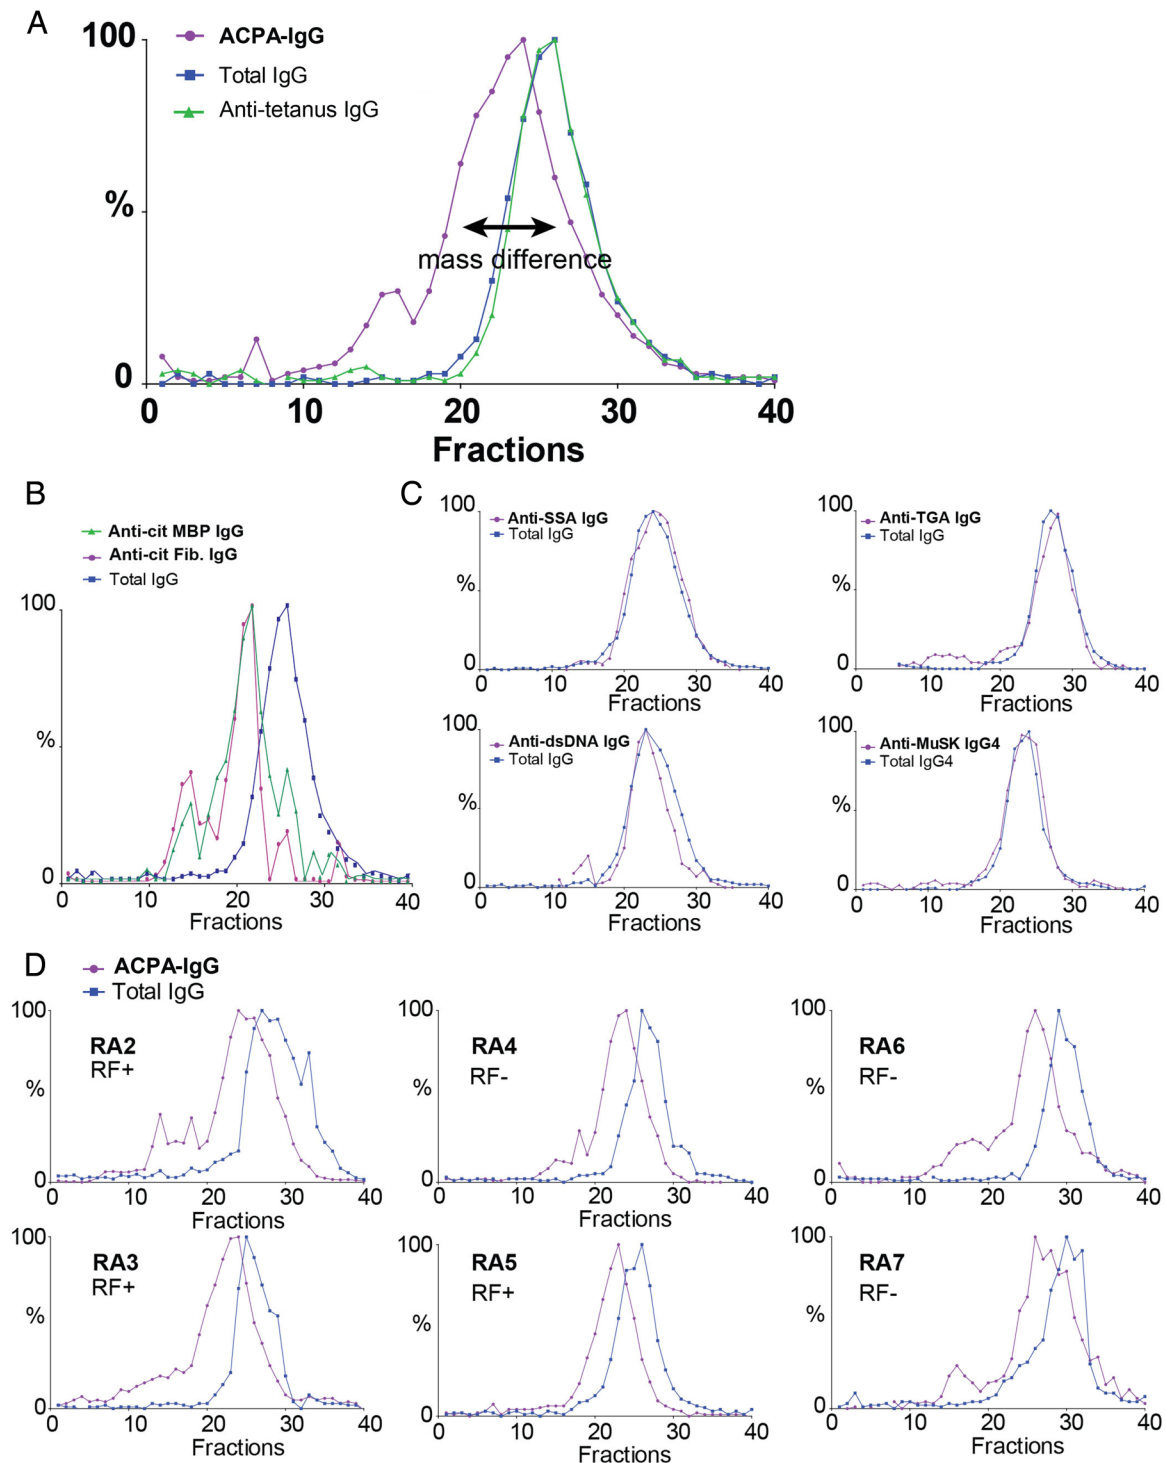 A
100
ACPA-IgG
Total IgG
Anti-tetanus IgG
%
mass difference
0
0 10 20 30 40
Fractions
B
Anti-cit MBP IgG
Anti-cit Fib. IgG
Total IgG
100
%
0
0 10 20 30 40
Fractions
C
100
Anti-SSA IgG
Total IgG
%
0
0 10 20 30 40
Fractions
100
Anti-TGA IgG
Total IgG
%
0
0 10 20 30 40
Fractions
100
Anti-dsDNA IgG
Total IgG
%
0
0 10 20 30 40
Fractions
100
Anti-MuSK IgG4
Total IgG4
%
0
0 10 20 30 40
Fractions
D
ACPA-IgG
Total IgG
100
RA2
RF+
%
0
0 10 20 30 40
Fractions
100
RA4
RF-
%
0
0 10 20 30 40
Fractions
100
RA6
RF-
%
0
0 10 20 30 40
Fractions
100
RA3
RF+
%
0
0 10 20 30 40
Fractions
100
RA5
RF+
%
0
0 10 20 30 40
Fractions
100
RA7
RF-
%
0
0 10 20 30 40
Fractions